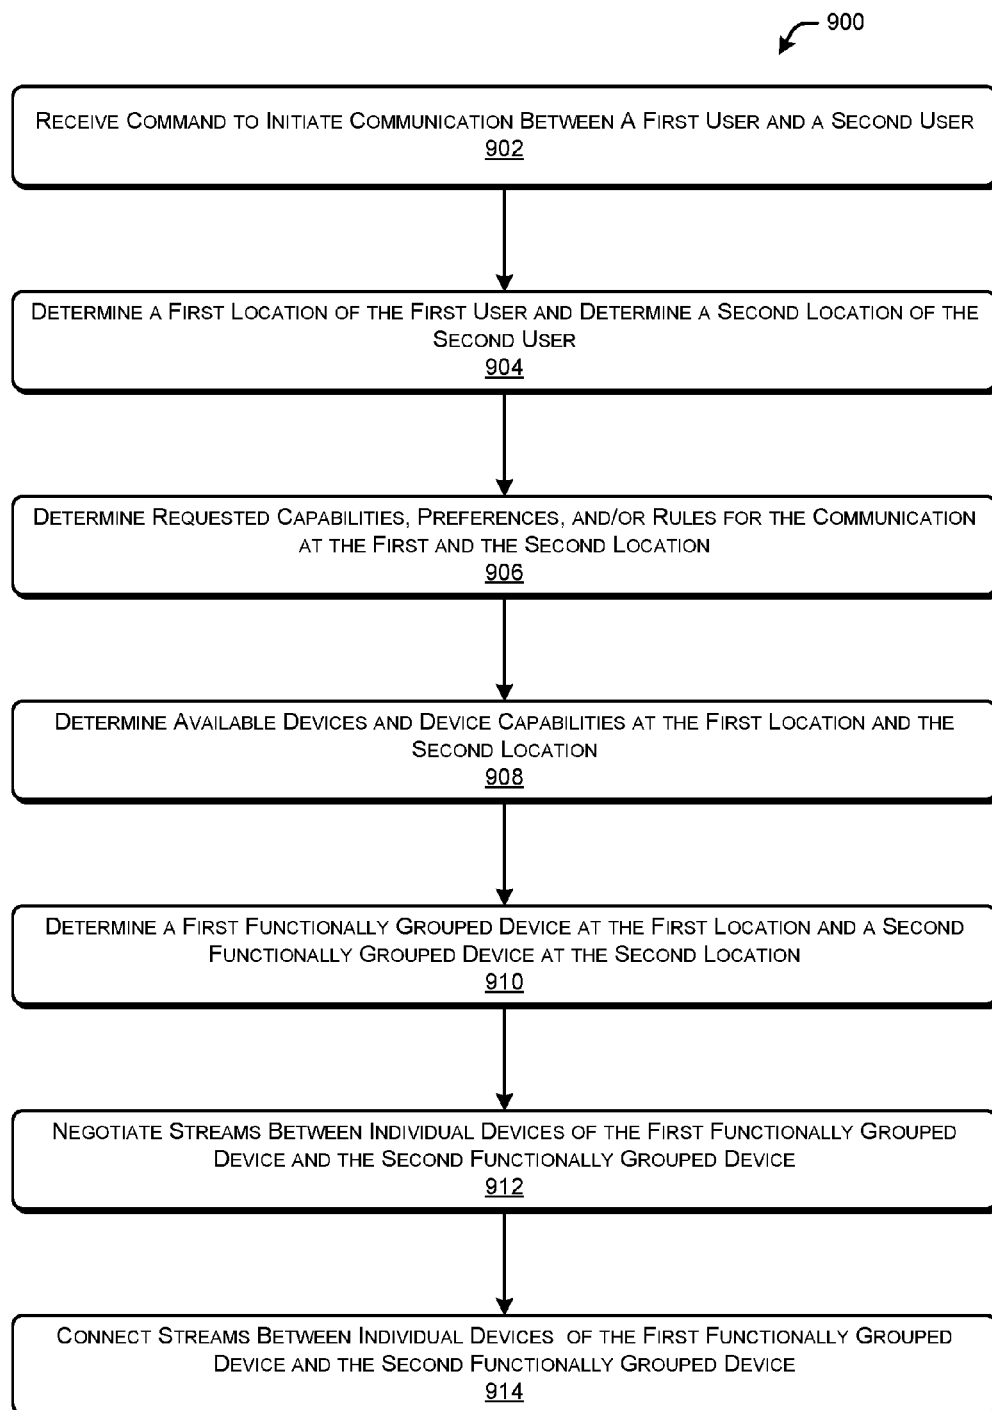 900
RECEIVE COMMAND TO INITIATE COMMUNICATION BETWEEN A FIRST USER AND A SECOND USER
902
DETERMINE A FIRST LOCATION OF THE FIRST USER AND DETERMINE A SECOND LOCATION OF THE
SECOND USER
904
DETERMINE REQUESTED CAPABILITIES, PREFERENCES, AND/OR RULES FOR THE COMMUNICATION
AT THE FIRST AND THE SECOND LOCATION
906
DETERMINE AVAILABLE DEVICES AND DEVICE CAPABILITIES AT THE FIRST LOCATION AND THE
SECOND LOCATION
908
DETERMINE A FIRST FUNCTIONALLY GROUPED DEVICE AT THE FIRST LOCATION AND A SECOND
FUNCTIONALLY GROUPED DEVICE AT THE SECOND LOCATION
910
NEGOTIATE STREAMS BETWEEN INDIVIDUAL DEVICES OF THE FIRST FUNCTIONALLY GROUPED
DEVICE AND THE SECOND FUNCTIONALLY GROUPED DEVICE
912
CONNECT STREAMS BETWEEN INDIVIDUAL DEVICES OF THE FIRST FUNCTIONALLY GROUPED
DEVICE AND THE SECOND FUNCTIONALLY GROUPED DEVICE
914